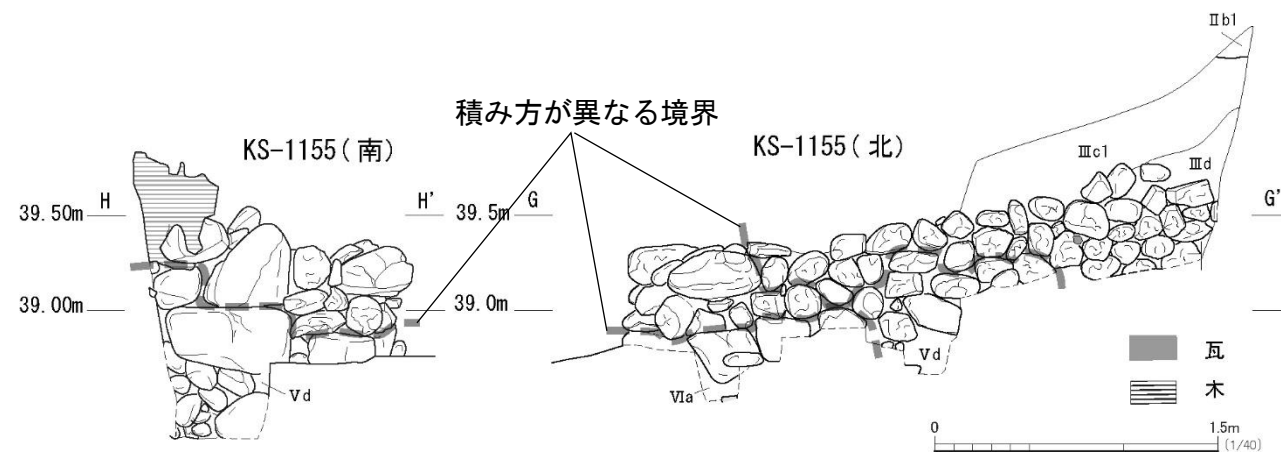 Ⅱb1
積み方が異なる境界
KS-1155(南)
KS-1155(北)
Ⅲc1
Ⅲd
39.50m
H
H'
39.5m
G
G'
39.00m
39.0m
Ⅴd
Ⅴd
Ⅵa
瓦
木
0
1.5m
(1/40)